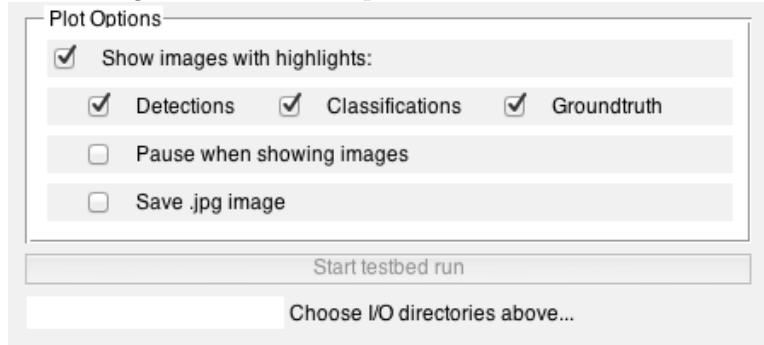 Plot Options
Show images with highlights:
Detections Classifications Groundtruth
Pause when showing images
Save .jpg image
Start testbed run
Choose I/O directories above...